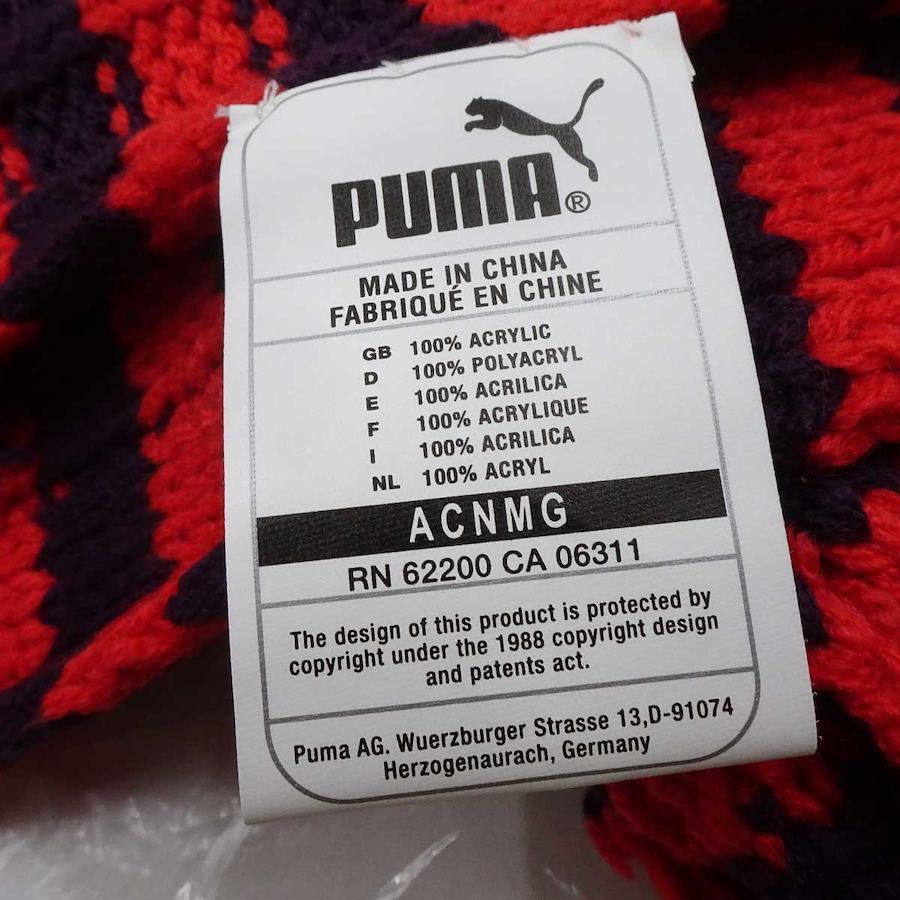 PUMA®
MADE IN CHINA
FABRIQUÉ EN CHINE
GB 100% ACRYLIC
D 100% POLYACRYL
E 100% ACRILICA
F 100% ACRYLIQUE
I 100% ACRILICA
NL 100% ACRYL
ACNMG
RN 62200 CA 06311
The design of this product is protected by
copyright under the 1988 copyright design
and patents act.
Puma AG. Wuerzburger Strasse 13,D-91074
Herzogenaurach, Germany